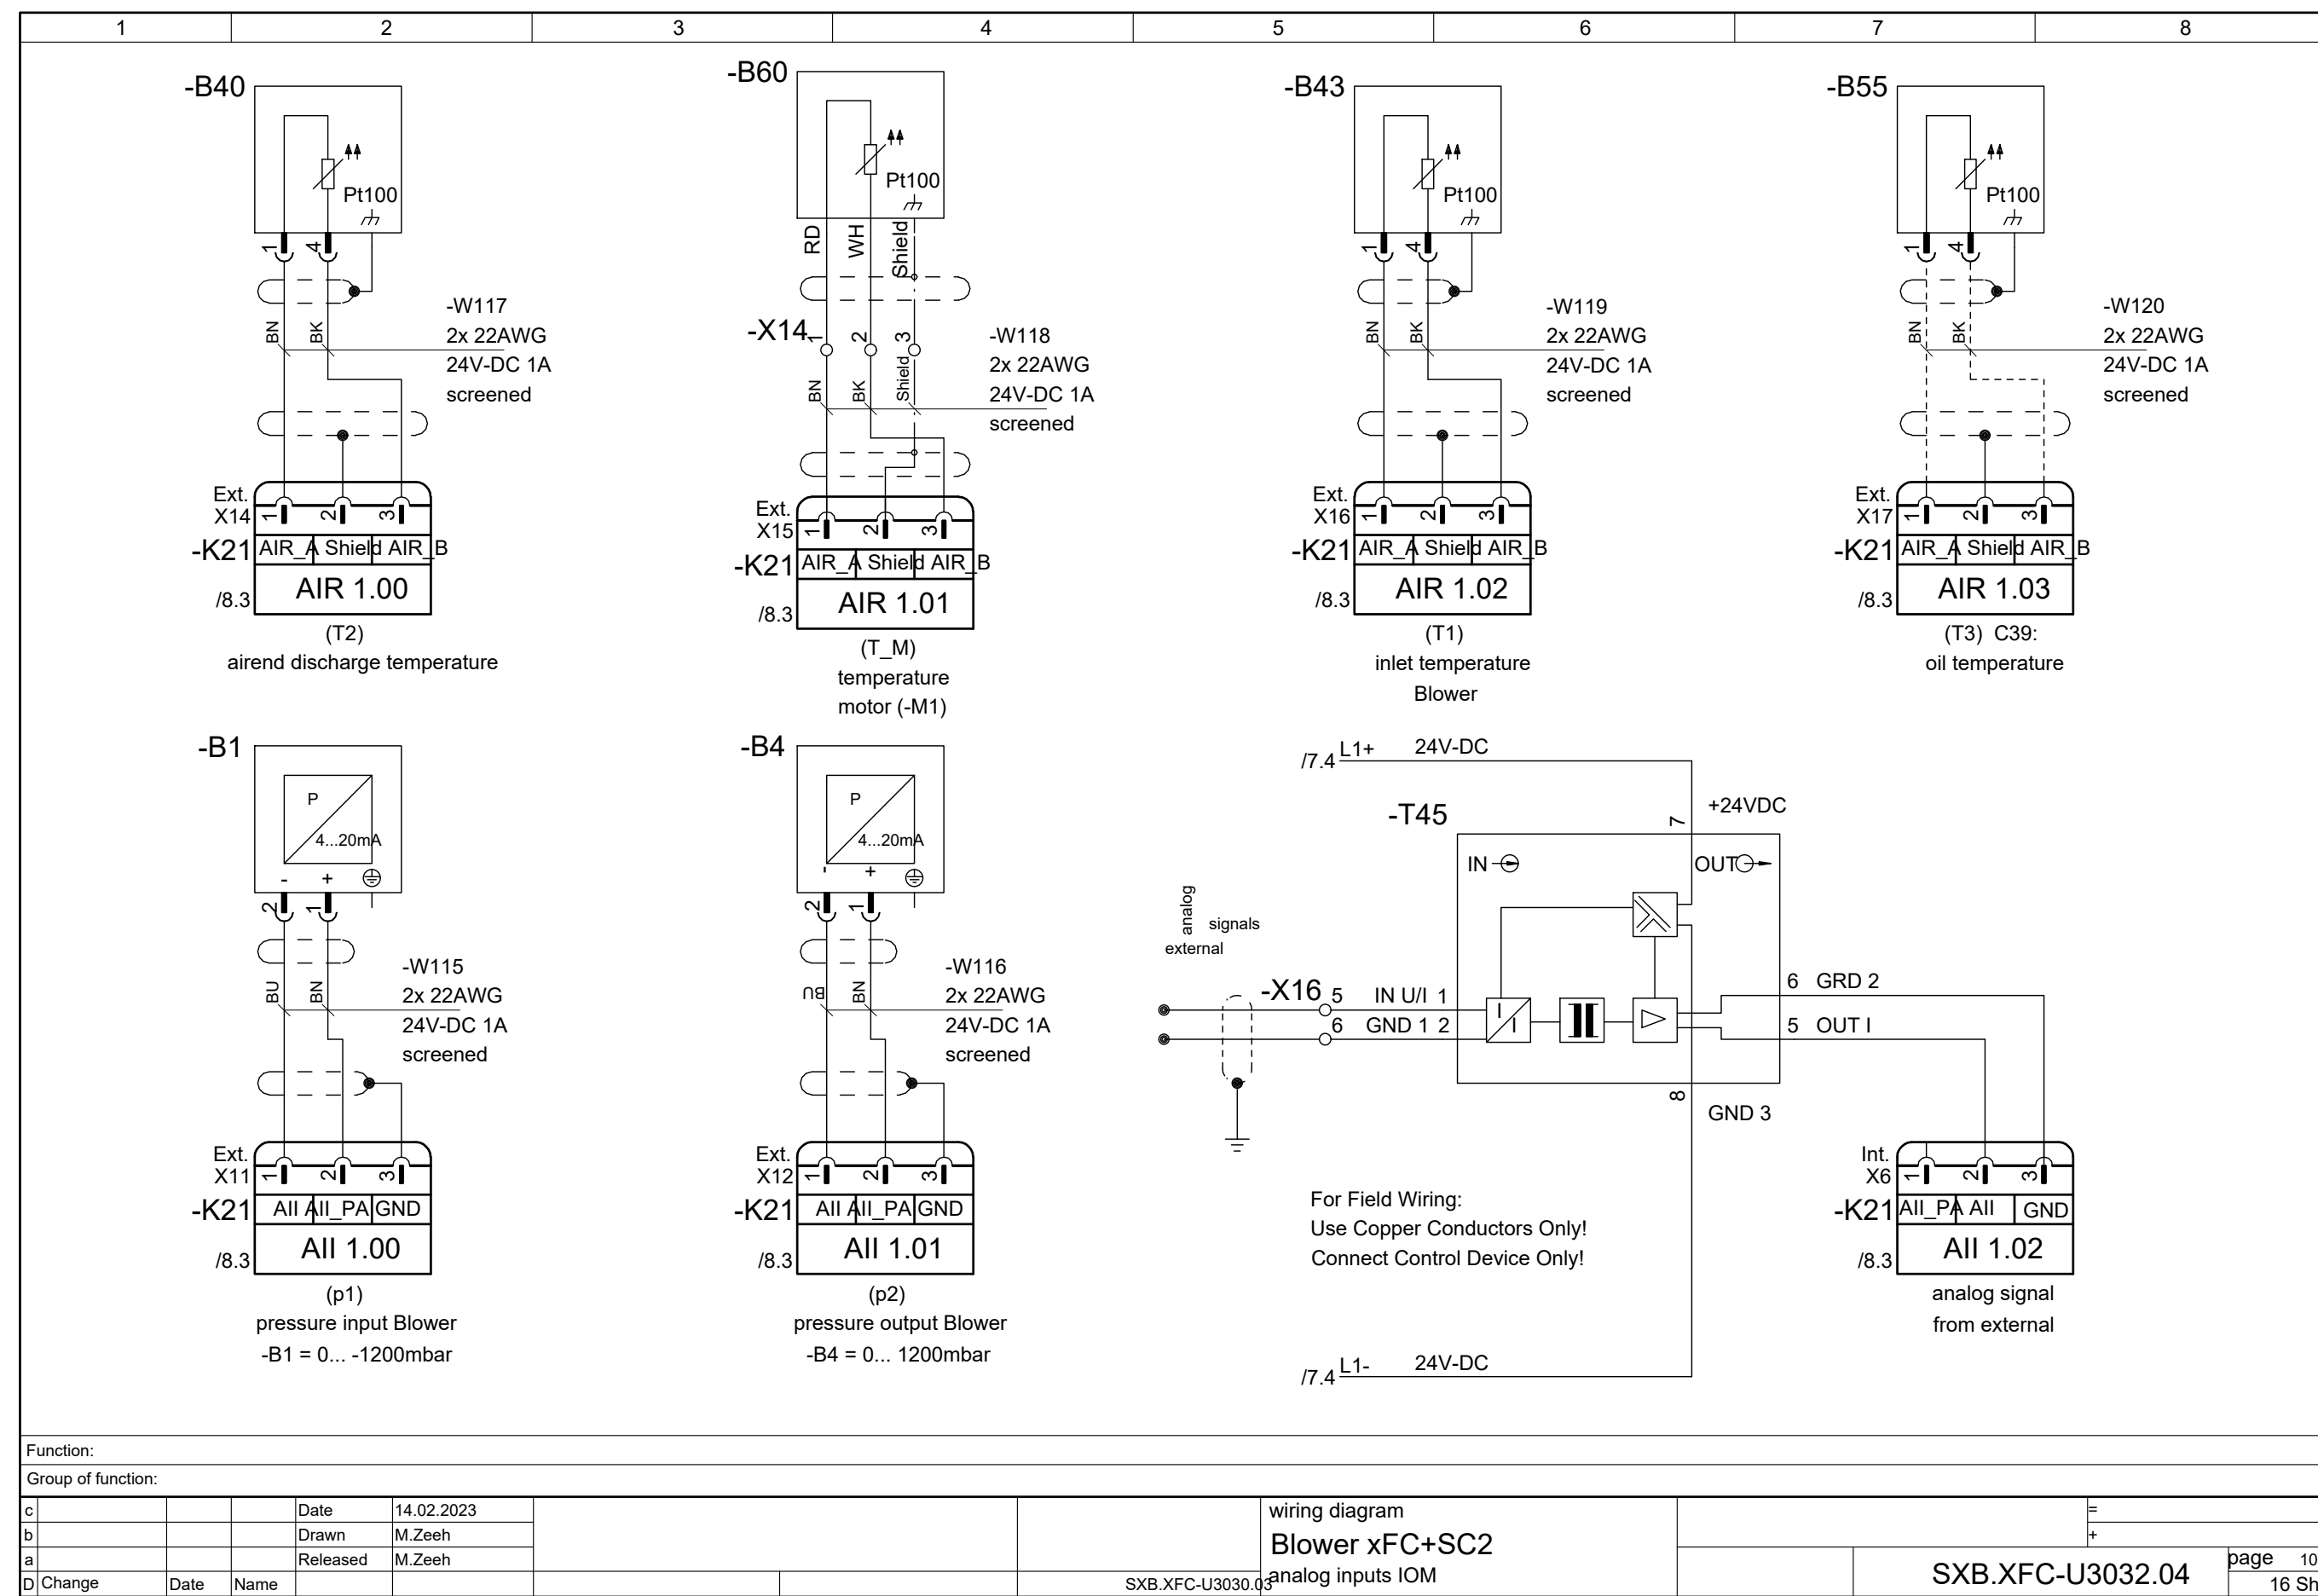 1 2 3 4 5 6 7 8
-B40
Pt100
1 4
BN BK
-W117
2x 22AWG
24V-DC 1A
screened
Ext.
X14
1 2 3
-K21
AIR_A Shield AIR_B
/8.3
AIR 1.00
(T2)
airend discharge temperature
-B60
Pt100
RD WH Shield
-X14
1 2 3
BN BK Shield
-W118
2x 22AWG
24V-DC 1A
screened
Ext.
X15
1 2 3
-K21
AIR_A Shield AIR_B
/8.3
AIR 1.01
(T_M)
temperature
motor (-M1)
-B43
Pt100
1 4
BN BK
-W119
2x 22AWG
24V-DC 1A
screened
Ext.
X16
1 2 3
-K21
AIR_A Shield AIR_B
/8.3
AIR 1.02
(T1)
inlet temperature
Blower
-B55
Pt100
1 4
BN BK
-W120
2x 22AWG
24V-DC 1A
screened
Ext.
X17
1 2 3
-K21
AIR_A Shield AIR_B
/8.3
AIR 1.03
(T3) C39:
oil temperature
-B1
P
4...20mA
- +
2 1
BU BN
-W115
2x 22AWG
24V-DC 1A
screened
Ext.
X11
1 2 3
-K21
AII AII_PA GND
/8.3
AII 1.00
(p1)
pressure input Blower
-B1 = 0... -1200mbar
-B4
P
4...20mA
- +
2 1
BU BN
-W116
2x 22AWG
24V-DC 1A
screened
Ext.
X12
1 2 3
-K21
AII AII_PA GND
/8.3
AII 1.01
(p2)
pressure output Blower
-B4 = 0... 1200mbar
/7.4 L1+ 24V-DC
-T45
7 +24VDC
IN OUT
analog
signals
external
-X16 5 IN U/I 1
6 GND 1 2
I
I
6 GRD 2
5 OUT I
8 GND 3
For Field Wiring:
Use Copper Conductors Only!
Connect Control Device Only!
/7.4 L1- 24V-DC
Int.
X6
1 2 3
-K21
AII_PA AII GND
/8.3
AII 1.02
analog signal
from external
Function:
Group of function:
c Date 14.02.2023
b Drawn M.Zeeh
a Released M.Zeeh
D Change Date Name
SXB.XFC-U3030.03
wiring diagram
Blower xFC+SC2
analog inputs IOM
=
+
SXB.XFC-U3032.04
page 10
16 Sh